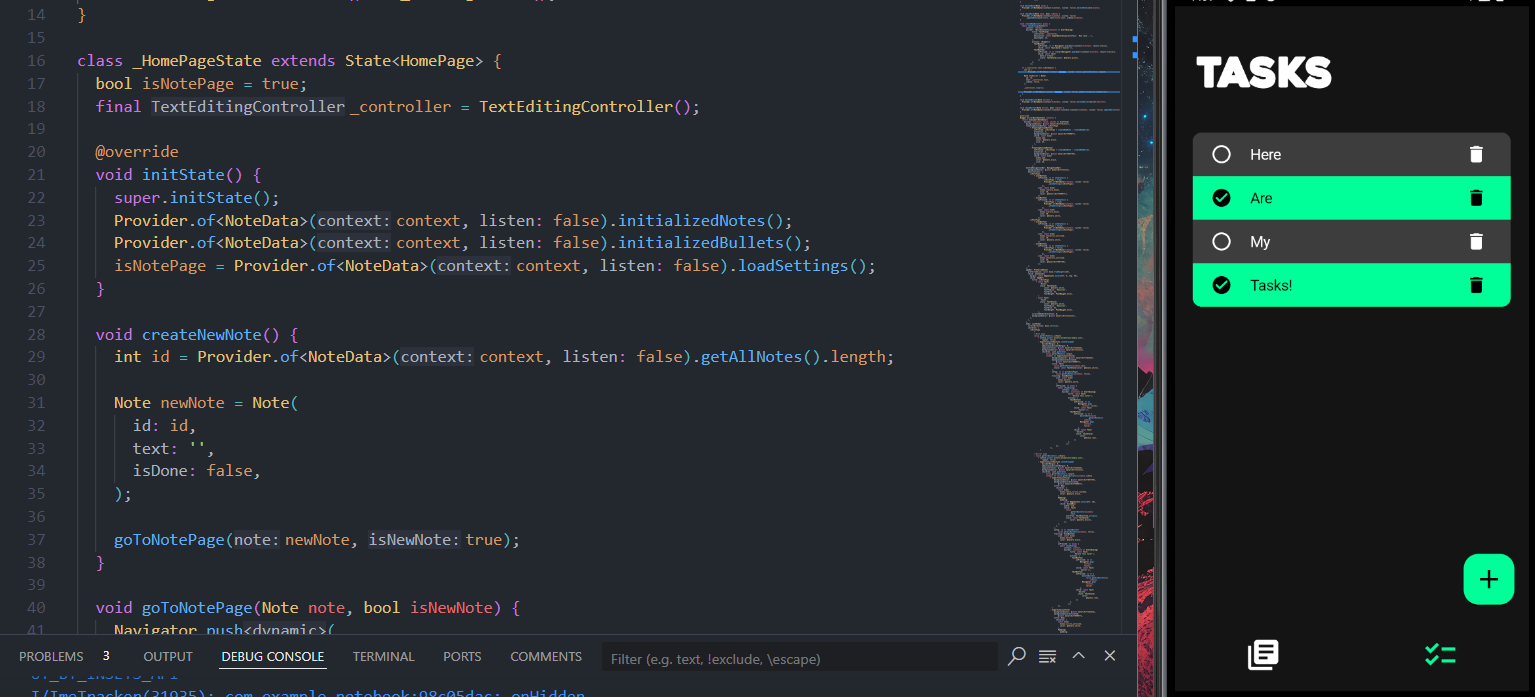 14 }
15
16 class _HomePageState extends State<HomePage> {
17 bool isNotePage = true;
18 final TextEditingController _controller = TextEditingController();
19
20 @override
21 void initState() {
22 super.initState();
23 Provider.of<NoteData>(context: context, listen: false).initializedNotes();
24 Provider.of<NoteData>(context: context, listen: false).initializedBullets();
25 isNotePage = Provider.of<NoteData>(context: context, listen: false).loadSettings();
26 }
27
28 void createNewNote() {
29 int id = Provider.of<NoteData>(context: context, listen: false).getAllNotes().length;
30
31 Note newNote = Note(
32 id: id,
33 text: '',
34 isDone: false,
35 );
36
37 goToNotePage(note: newNote, isNewNote: true);
38 }
39
40 void goToNotePage(Note note, bool isNewNote) {
41 Navigator.push<dynamic>(
PROBLEMS 3 OUTPUT DEBUG CONSOLE TERMINAL PORTS COMMENTS Filter (e.g. text, !exclude, \escape)
I/ImeTracker(31935): com.example.notebook:98c05dac: onHidden
TASKS
Here
Are
My
Tasks!